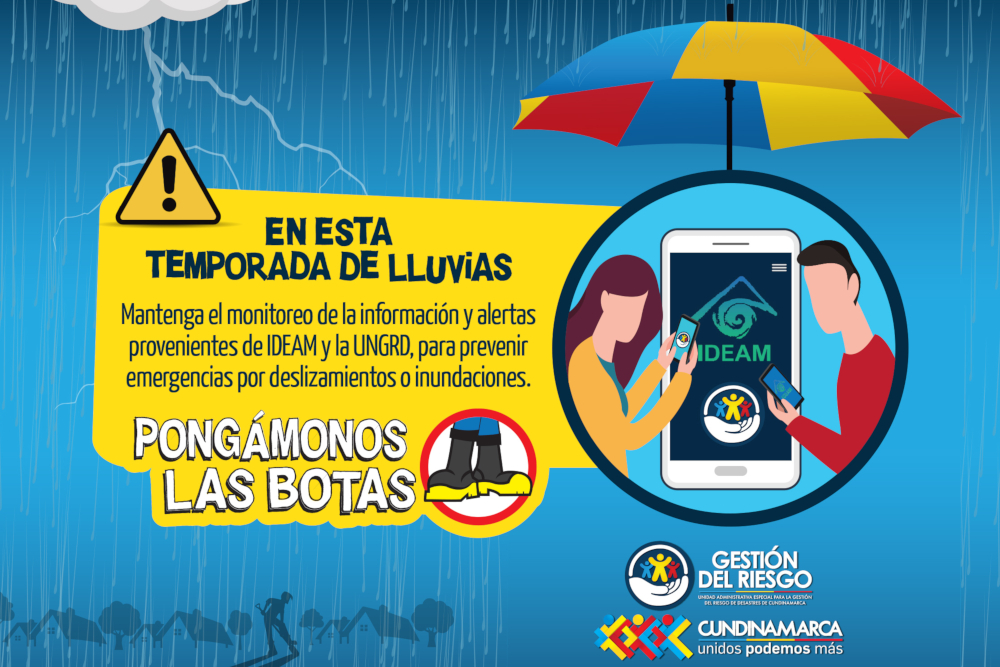 EN ESTA
TEMPORADA DE LLUVIAS
Mantenga el monitoreo de la información y alertas
provenientes de IDEAM y la UNGRD, para prevenir
emergencias por deslizamientos o inundaciones.
PONGÁMONOS
LAS BOTAS
IDEAM
GESTIÓN
DEL RIESGO
UNIDAD ADMINISTRATIVA ESPECIAL PARA LA GESTIÓN
DEL RIESGO DE DESASTRES DE CUNDINAMARCA
CUNDINAMARCA
unidos podemos más